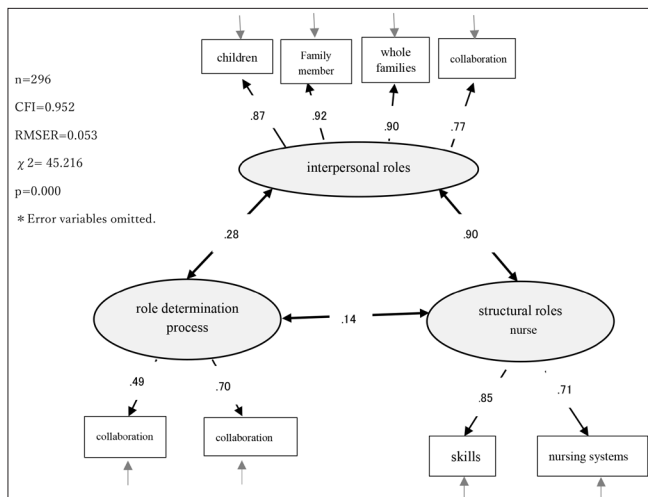 children
Family
member
whole
families
collaboration
n=296
CFI=0.952
RMSER=0.053
χ2= 45.216
p=0.000
* Error variables omitted.
.87
.92
.90
.77
interpersonal roles
.28
.90
role determination
process
.14
structural roles
nurse
.49
.70
.85
.71
collaboration
collaboration
skills
nursing systems